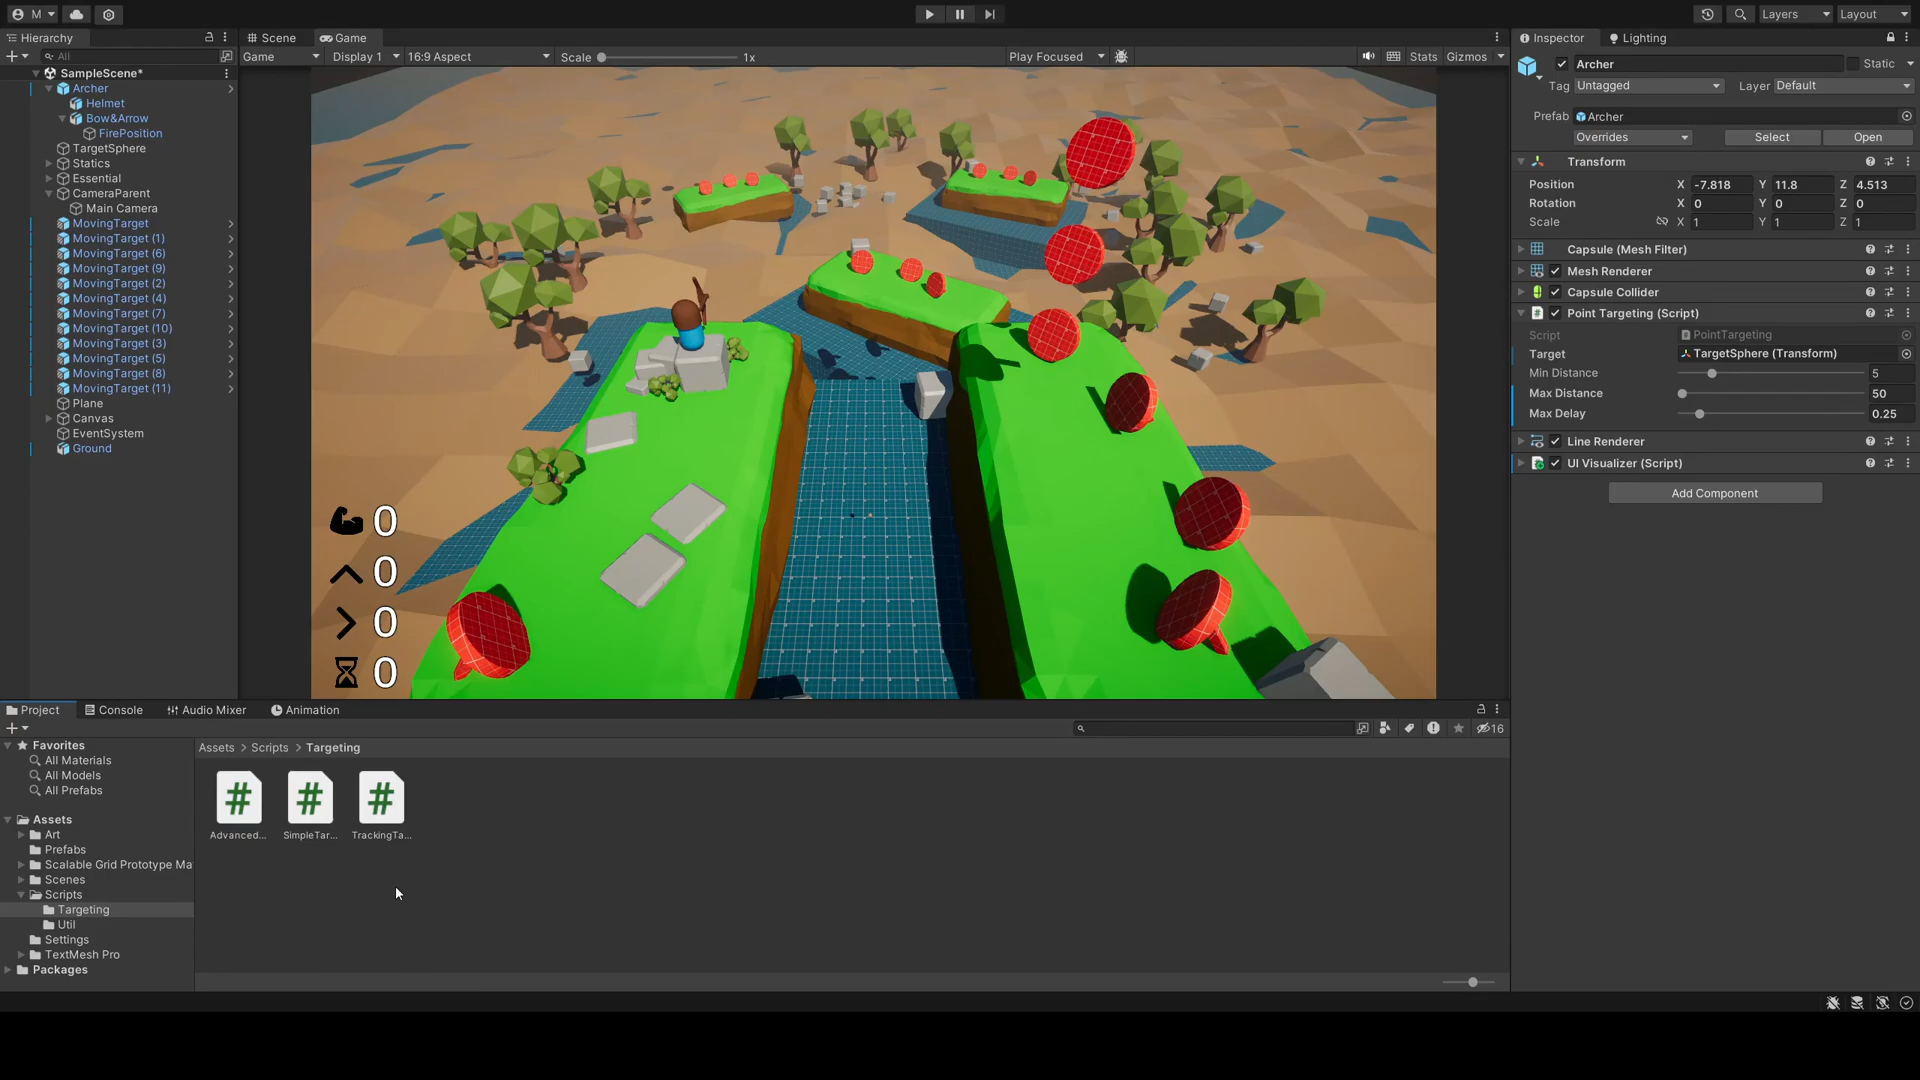 M Layers Layout
Hierarchy Scene Game Inspector Lighting
All Game Display 1 16:9 Aspect Scale 1x Play Focused Stats Gizmos Archer Static
SampleScene* Tag Untagged Layer Default
Archer
Helmet
Bow&Arrow Prefab Archer
FirePosition Overrides Select Open
TargetSphere
Statics Transform
Essential Position X -7.818 Y 11.8 Z 4.513
CameraParent Rotation X 0 Y 0 Z 0
Main Camera Scale X 1 Y 1 Z 1
MovingTarget
MovingTarget (1) Capsule (Mesh Filter)
MovingTarget (6) Mesh Renderer
MovingTarget (9) Capsule Collider
MovingTarget (2) Point Targeting (Script)
MovingTarget (4) Script PointTargeting
MovingTarget (7) Target TargetSphere (Transform)
MovingTarget (10) Min Distance 5
MovingTarget (3) Max Distance 50
MovingTarget (5) Max Delay 0.25
MovingTarget (8) Line Renderer
MovingTarget (11) UI Visualizer (Script)
Plane Add Component
Canvas
EventSystem
Ground
0
0
0
0
Project Console Audio Mixer Animation
16
Favorites Assets > Scripts > Targeting
All Materials
All Models
All Prefabs
# # #
Assets
Art Advanced... SimpleTar... TrackingTa...
Prefabs
Scalable Grid Prototype Ma
Scenes
Scripts
Targeting
Util
Settings
TextMesh Pro
Packages